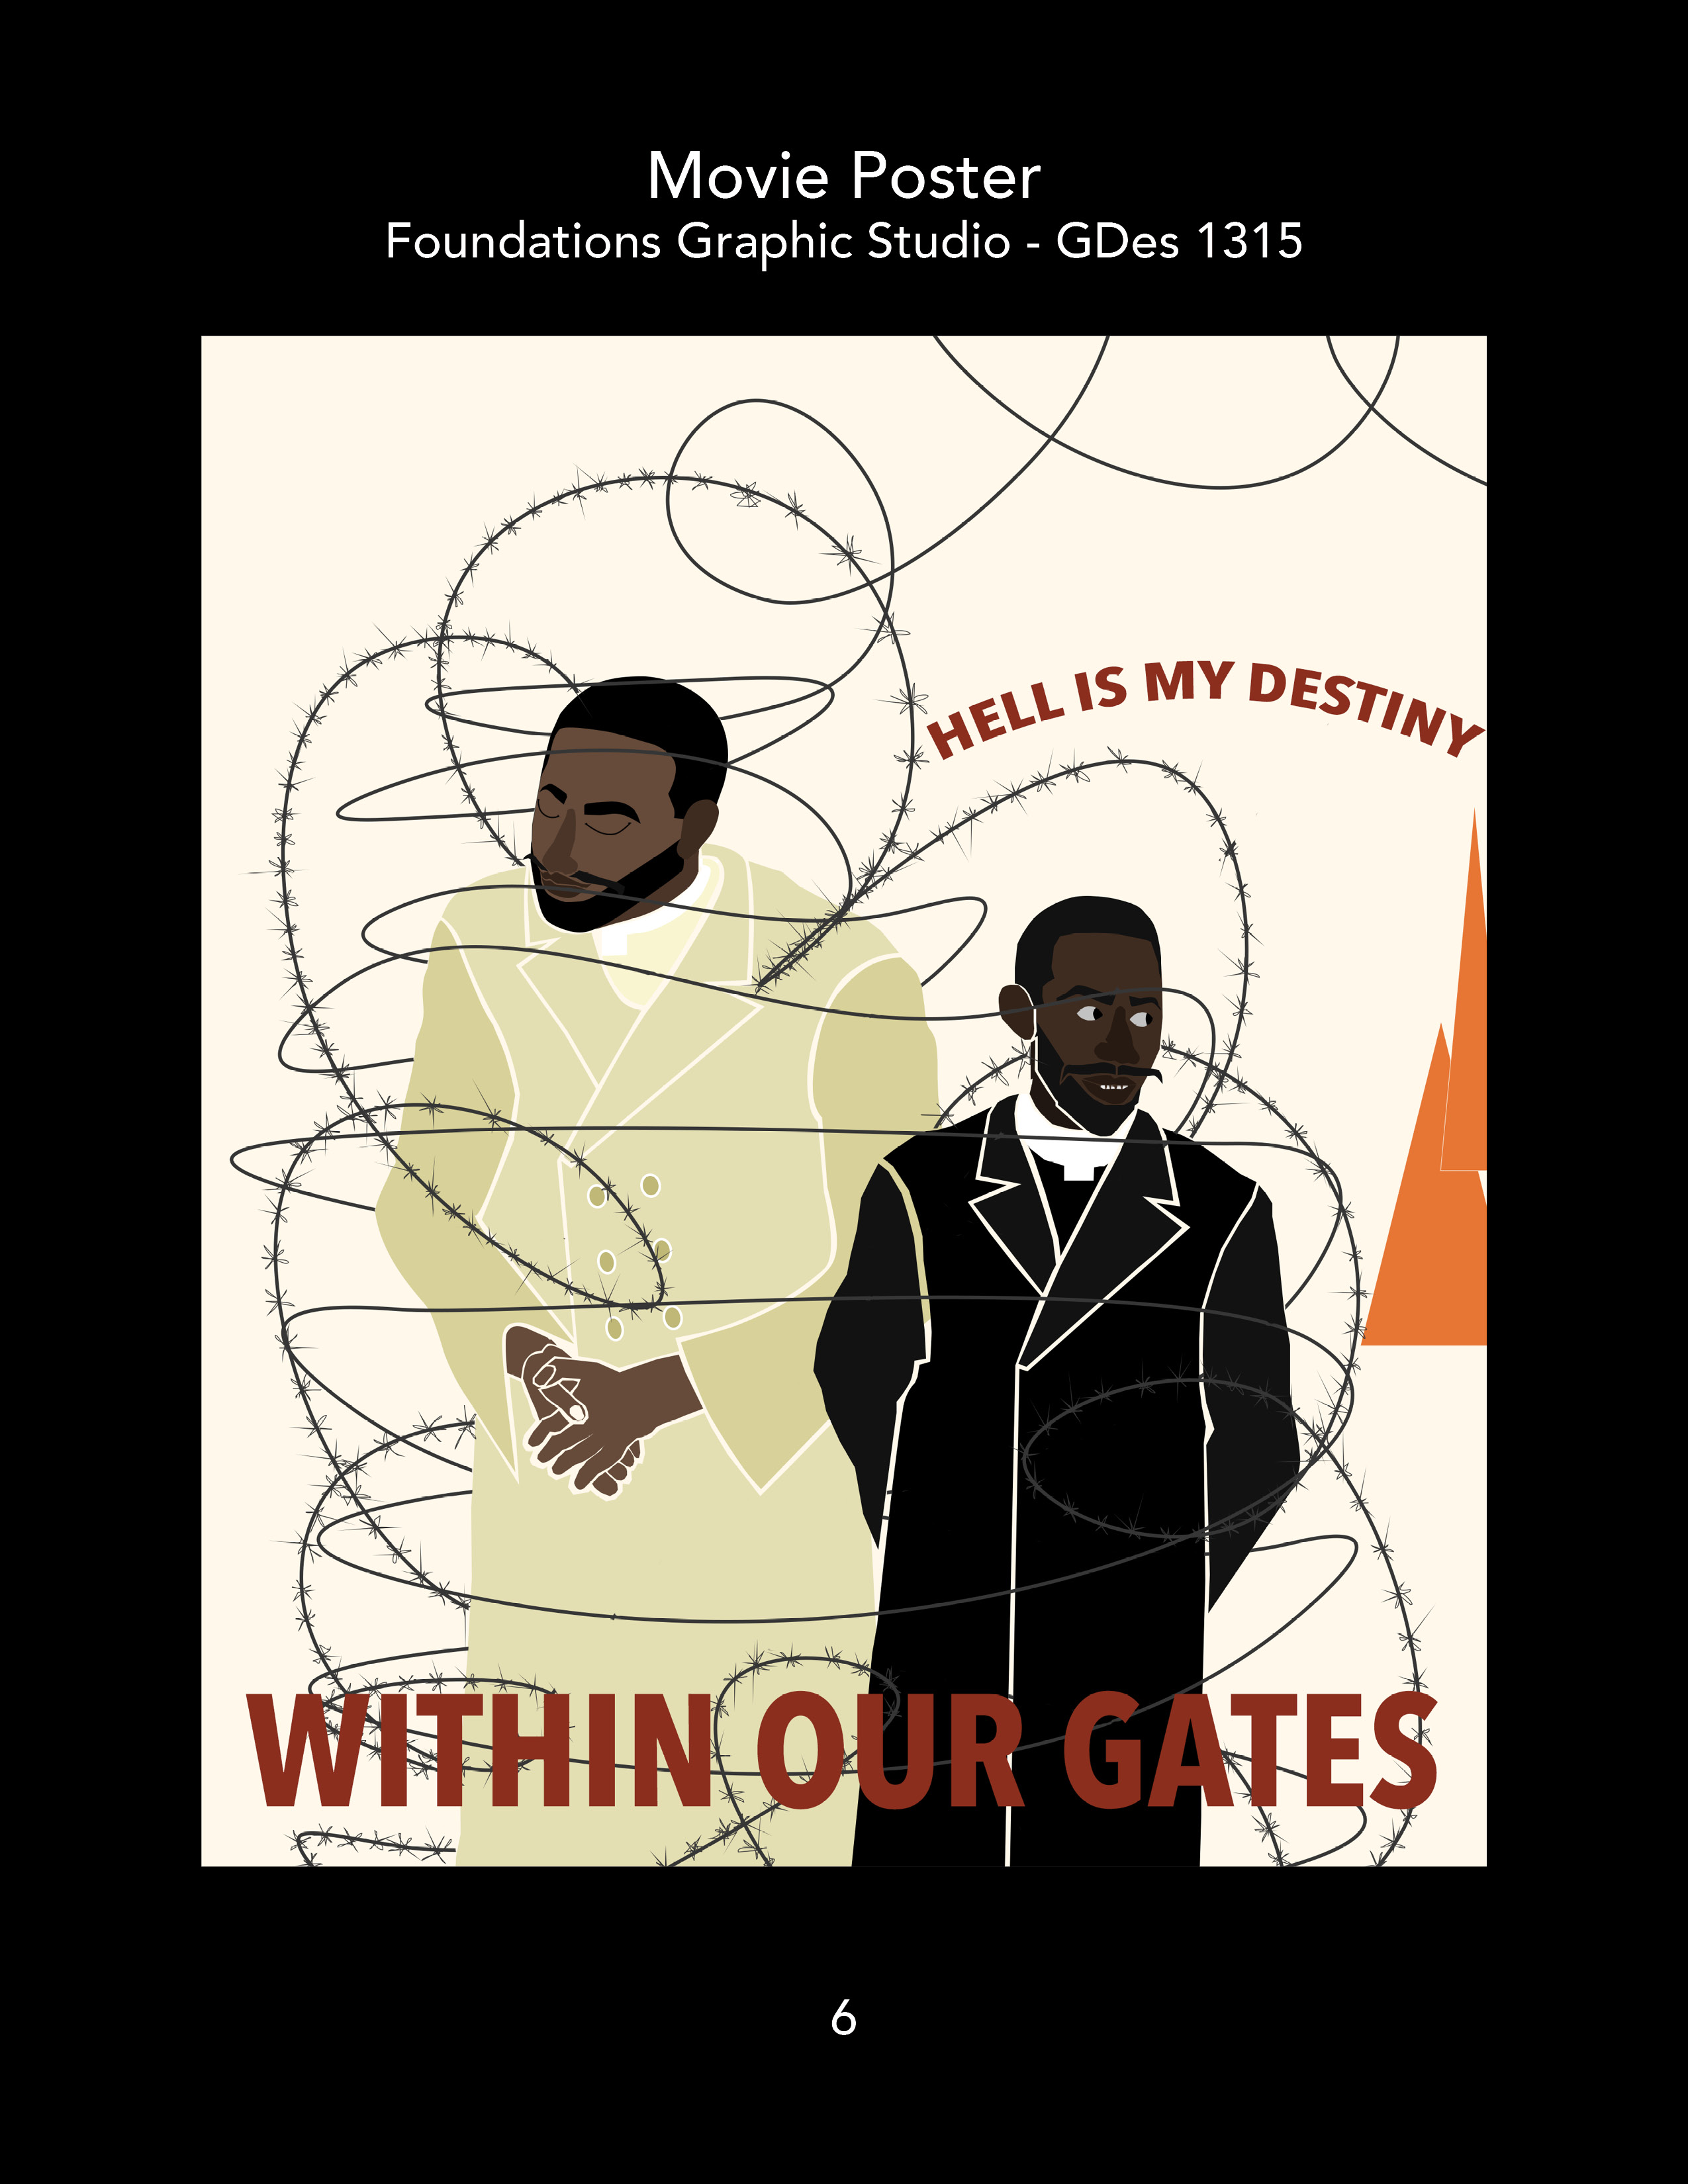 Movie Poster
Foundations Graphic Studio - GDes 1315
HELL IS MY DESTINY
WITHIN OUR GATES
6